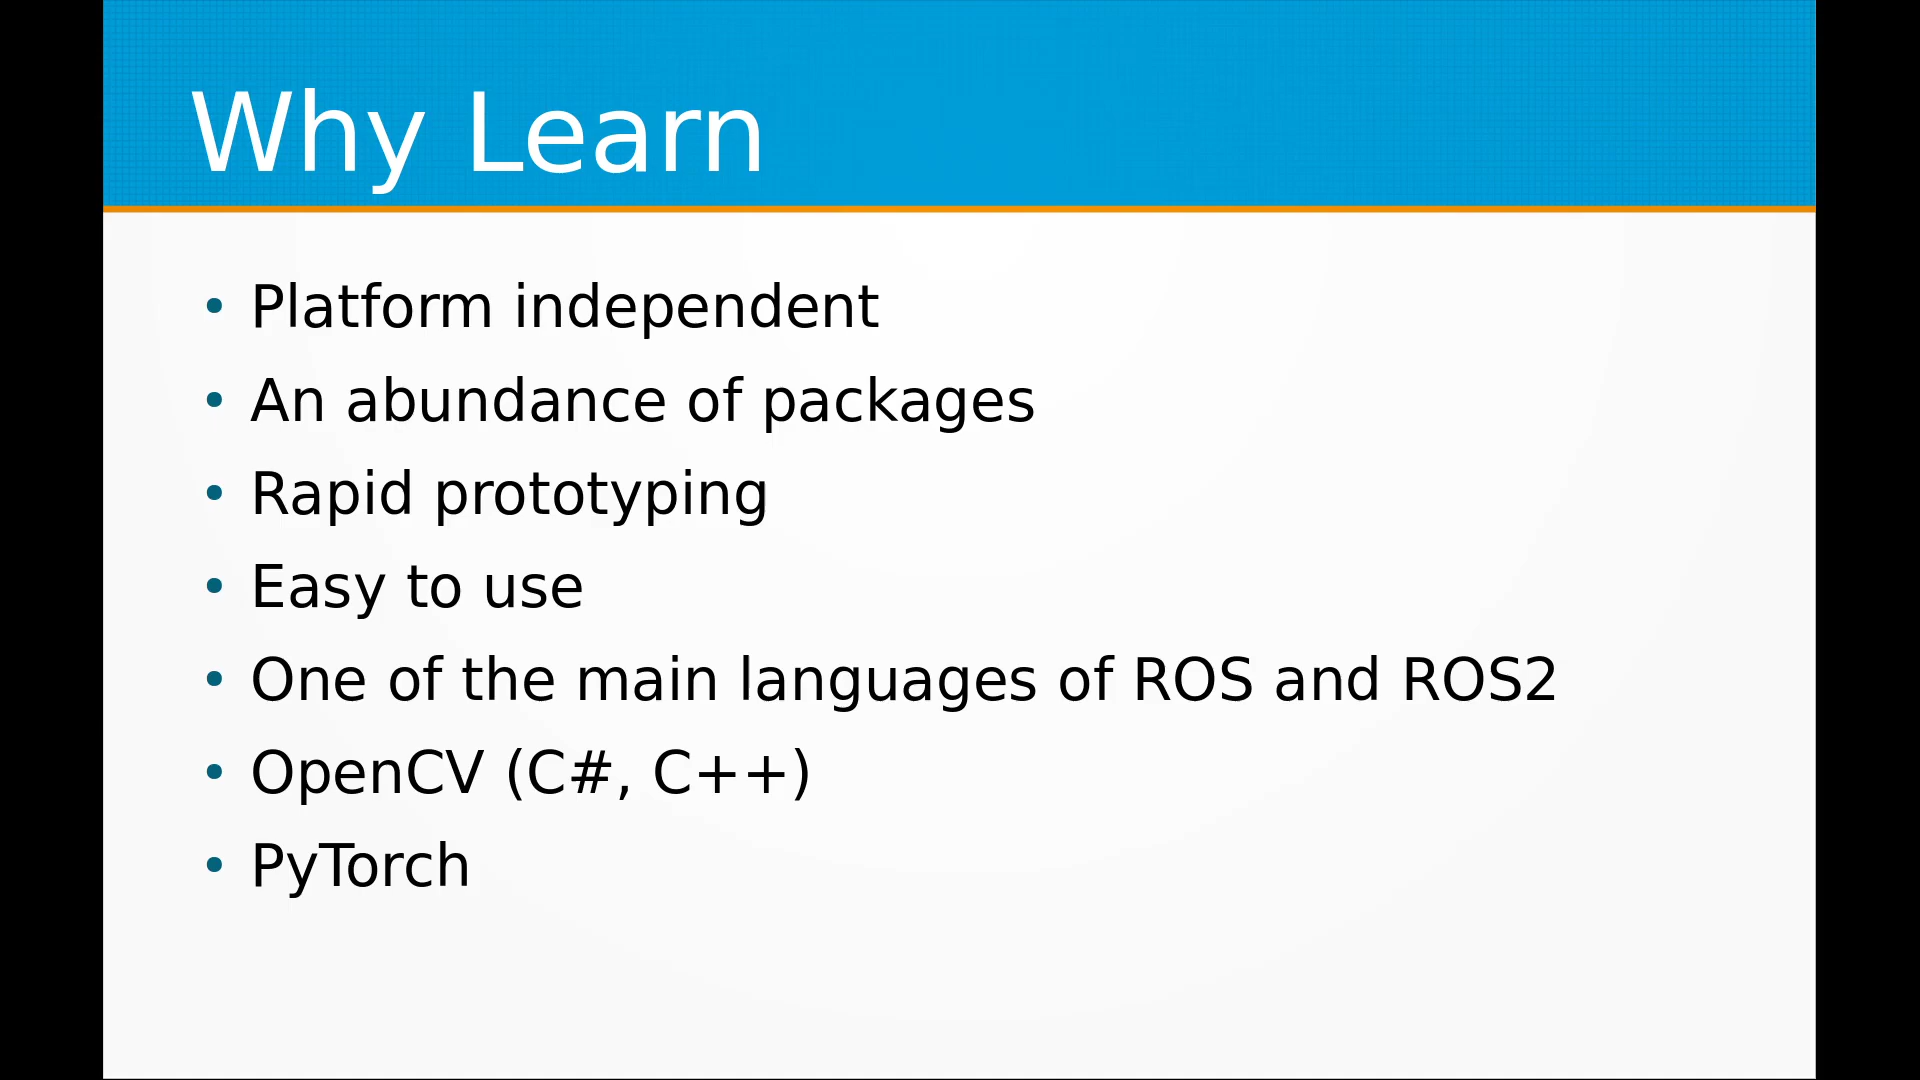 Why Learn
• Platform independent
• An abundance of packages
• Rapid prototyping
• Easy to use
• One of the main languages of ROS and ROS2
• OpenCV (C#, C++)
• PyTorch